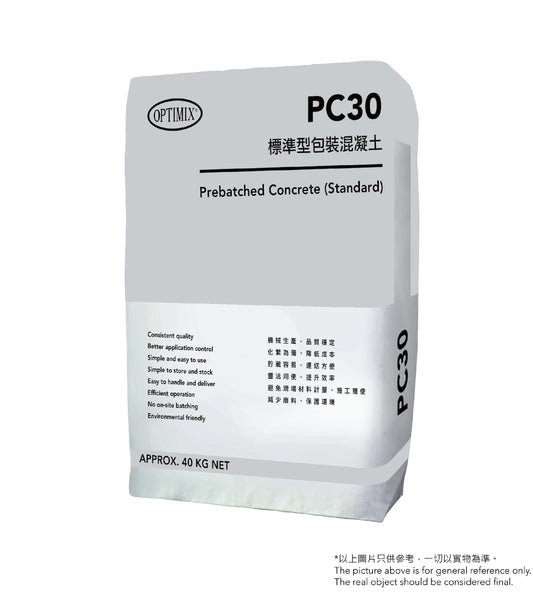 OPTIMIX®
PC30
標準型包裝混凝土
Prebatched Concrete (Standard)
Consistent quality
Better application control
Simple and easy to use
Simple to store and stock
Easy to handle and deliver
Efficient operation
No on-site batching
Environmental friendly
機械生產、品質穩定
化繁為簡、降低成本
貯藏容易、運送方便
靈活用使、提升效率
避免現場材料計量、施工簡便
減少廢料、保護環境
APPROX. 40 KG NET
PC30
*以上圖片只供參考，一切以實物為準。
The picture above is for general reference only.
The real object should be considered final.